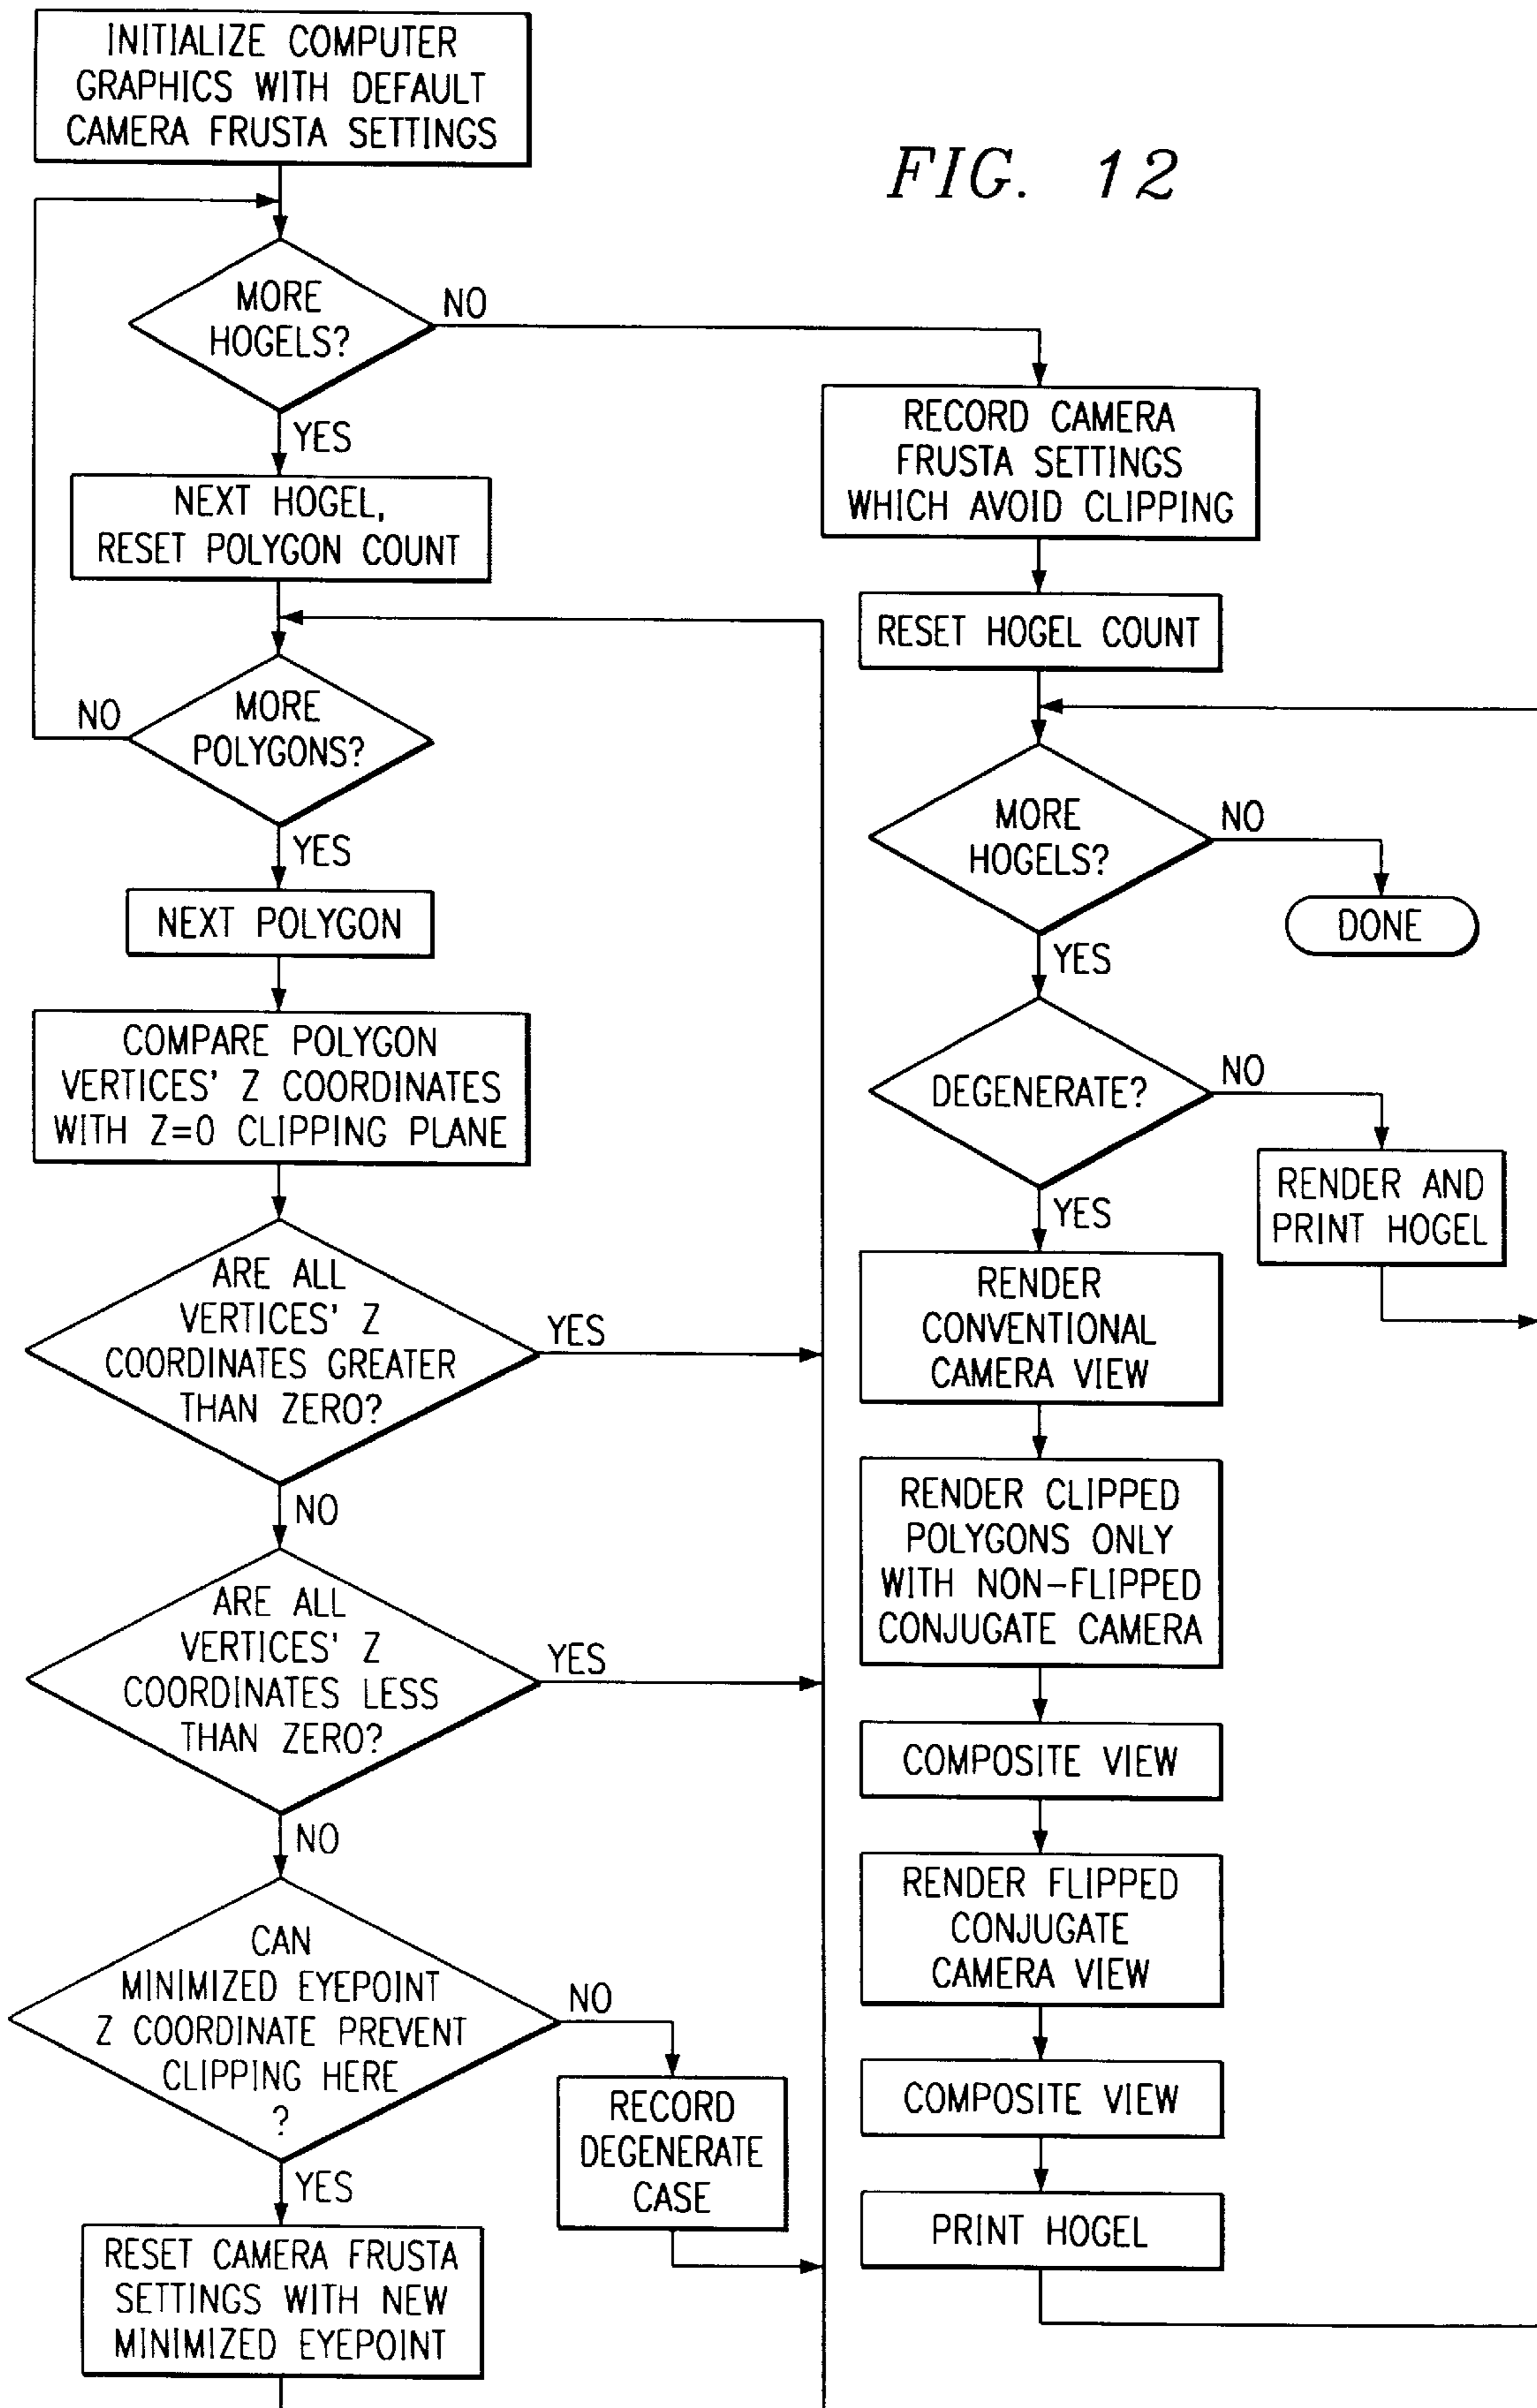 FIG. 12
INITIALIZE COMPUTER
GRAPHICS WITH DEFAULT
CAMERA FRUSTA SETTINGS
MORE
HOGELS?
NO
YES
NEXT HOGEL,
RESET POLYGON COUNT
MORE
POLYGONS?
NO
YES
NEXT POLYGON
COMPARE POLYGON
VERTICES' Z COORDINATES
WITH Z=0 CLIPPING PLANE
ARE ALL
VERTICES' Z
COORDINATES GREATER
THAN ZERO?
YES
NO
ARE ALL
VERTICES' Z
COORDINATES LESS
THAN ZERO?
YES
NO
CAN
MINIMIZED EYEPOINT
Z COORDINATE PREVENT
CLIPPING HERE
?
NO
RECORD
DEGENERATE
CASE
YES
RESET CAMERA FRUSTA
SETTINGS WITH NEW
MINIMIZED EYEPOINT
RECORD CAMERA
FRUSTA SETTINGS
WHICH AVOID CLIPPING
RESET HOGEL COUNT
MORE
HOGELS?
NO
DONE
YES
DEGENERATE?
NO
RENDER AND
PRINT HOGEL
YES
RENDER
CONVENTIONAL
CAMERA VIEW
RENDER CLIPPED
POLYGONS ONLY
WITH NON-FLIPPED
CONJUGATE CAMERA
COMPOSITE VIEW
RENDER FLIPPED
CONJUGATE
CAMERA VIEW
COMPOSITE VIEW
PRINT HOGEL